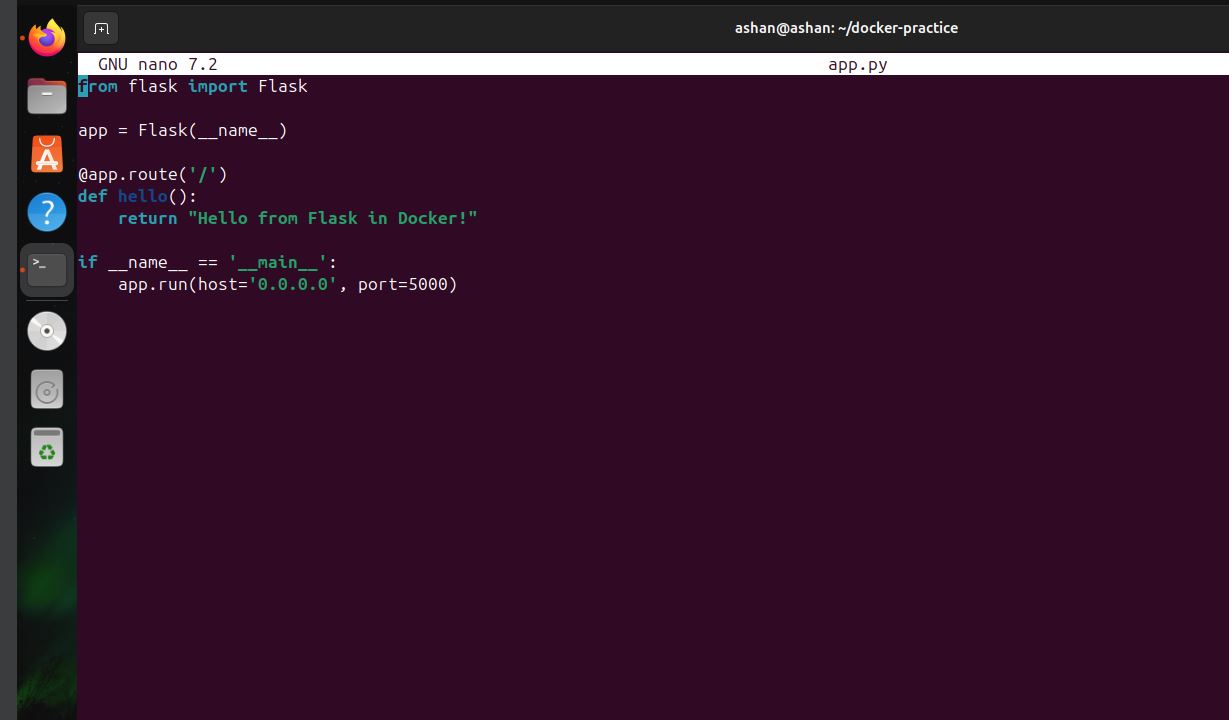 ashan@ashan: ~/docker-practice
GNU nano 7.2 app.py
from flask import Flask
app = Flask(__name__)
@app.route('/')
def hello():
    return "Hello from Flask in Docker!"
if __name__ == '__main__':
    app.run(host='0.0.0.0', port=5000)